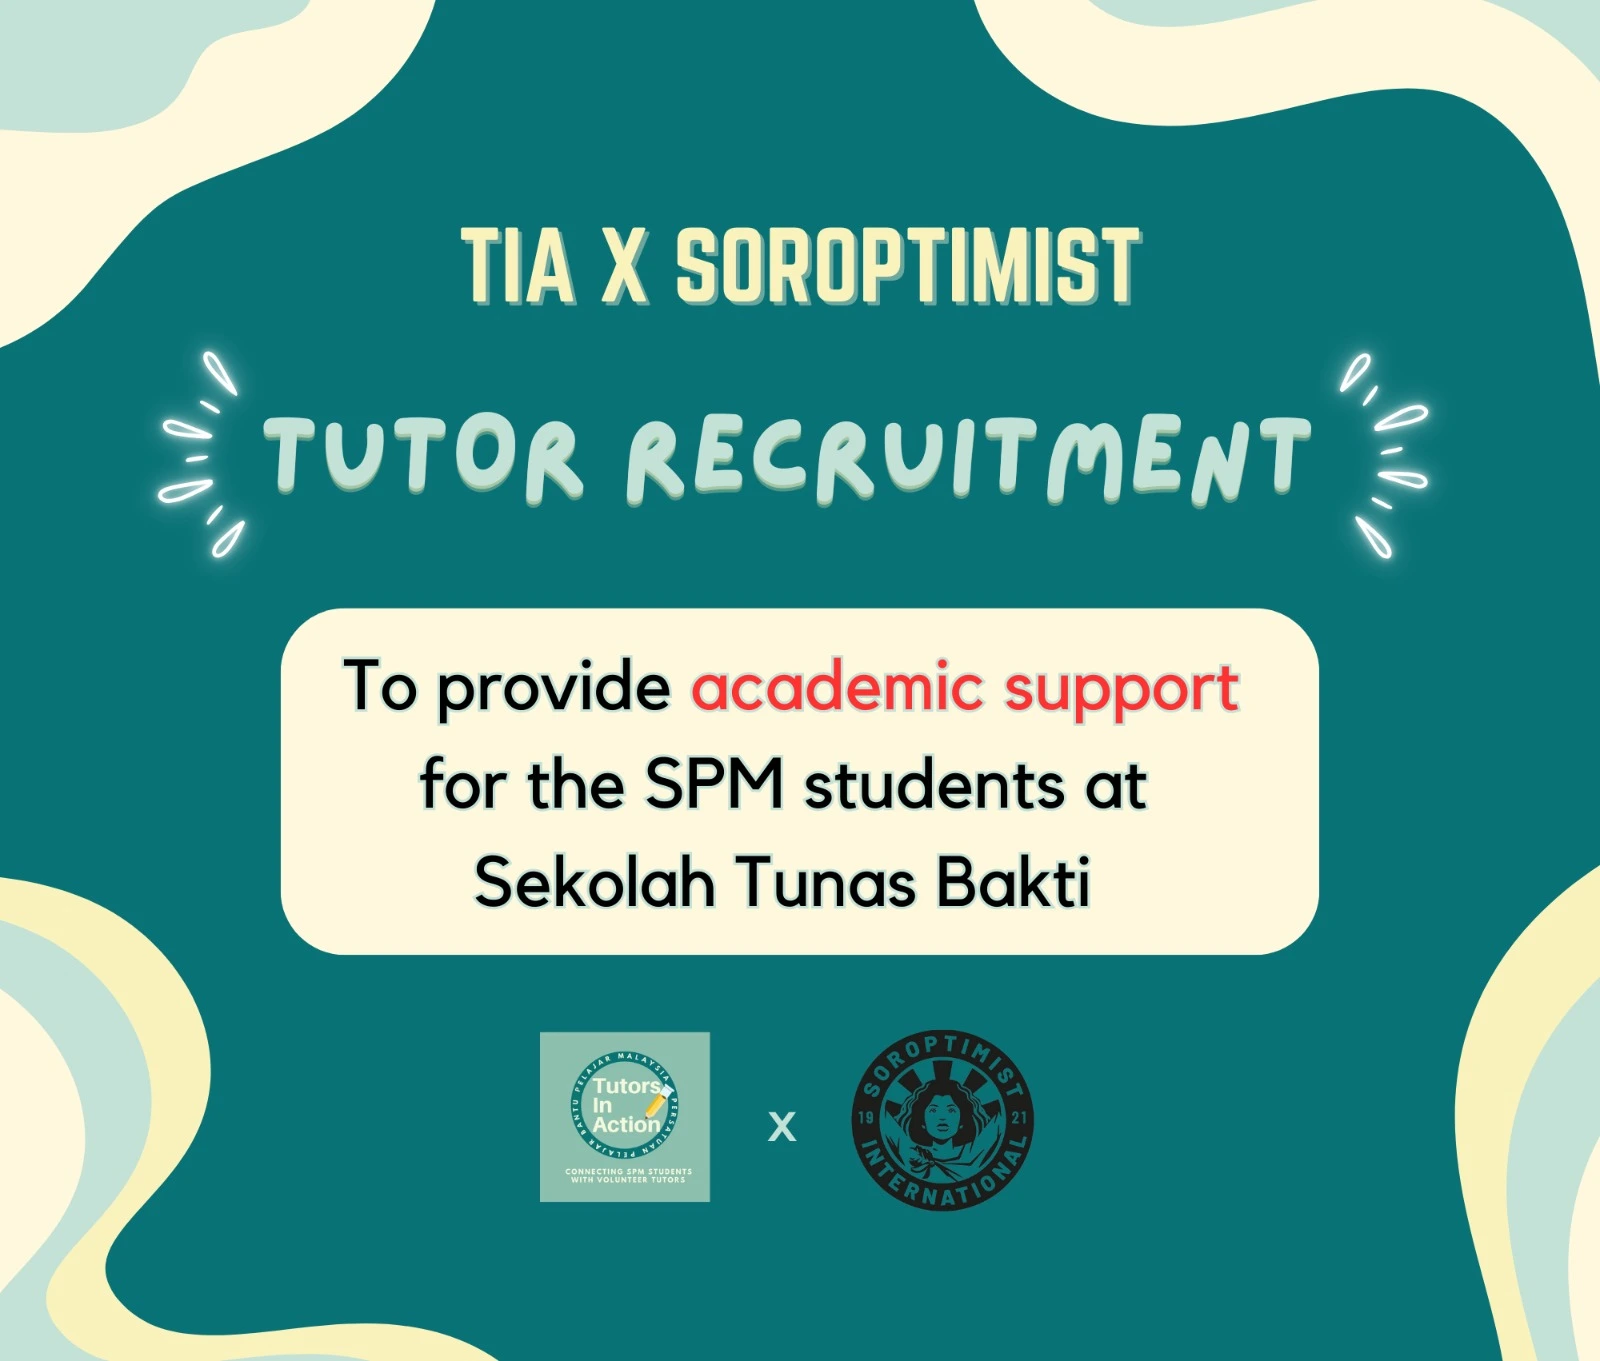 TIA X SOROPTIMIST
TUTOR RECRUITMENT
To provide academic support
for the SPM students at
Sekolah Tunas Bakti
PERSATUAN PELAJAR BANTU PELAJAR MALAYSIA
Tutors
In
Action
CONNECTING SPM STUDENTS
WITH VOLUNTEER TUTORS
X
SOROPTIMIST
19 21
INTERNATIONAL